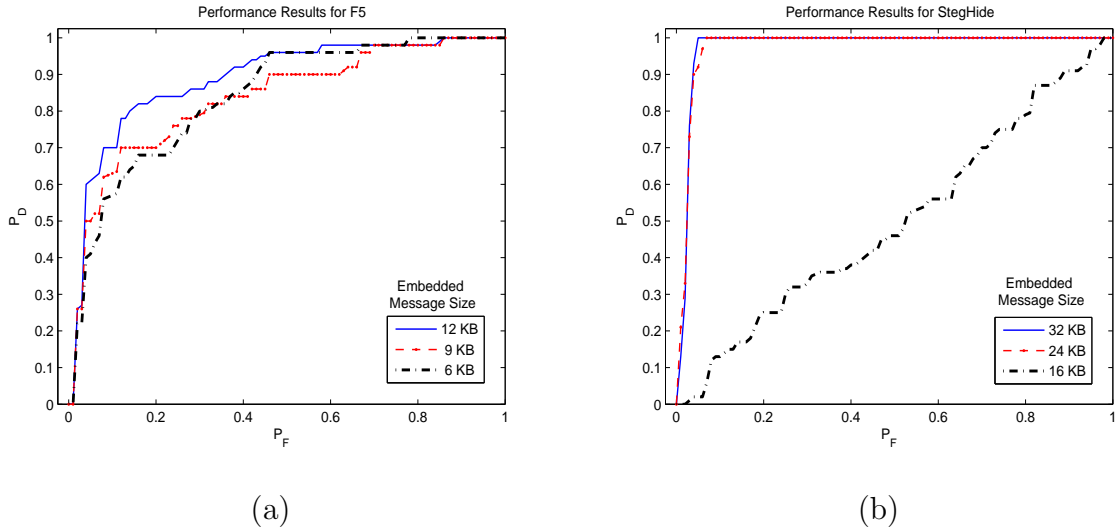 Performance Results for F5
1
0.9
0.8
0.7
0.6
0.5
0.4
0.3
0.2
0.1
0
P_D
0 0.2 0.4 0.6 0.8 1
P_F
Embedded
Message Size
12 KB
9 KB
6 KB
(a)
Performance Results for StegHide
1
0.9
0.8
0.7
0.6
0.5
0.4
0.3
0.2
0.1
0
P_D
0 0.2 0.4 0.6 0.8 1
P_F
Embedded
Message Size
32 KB
24 KB
16 KB
(b)